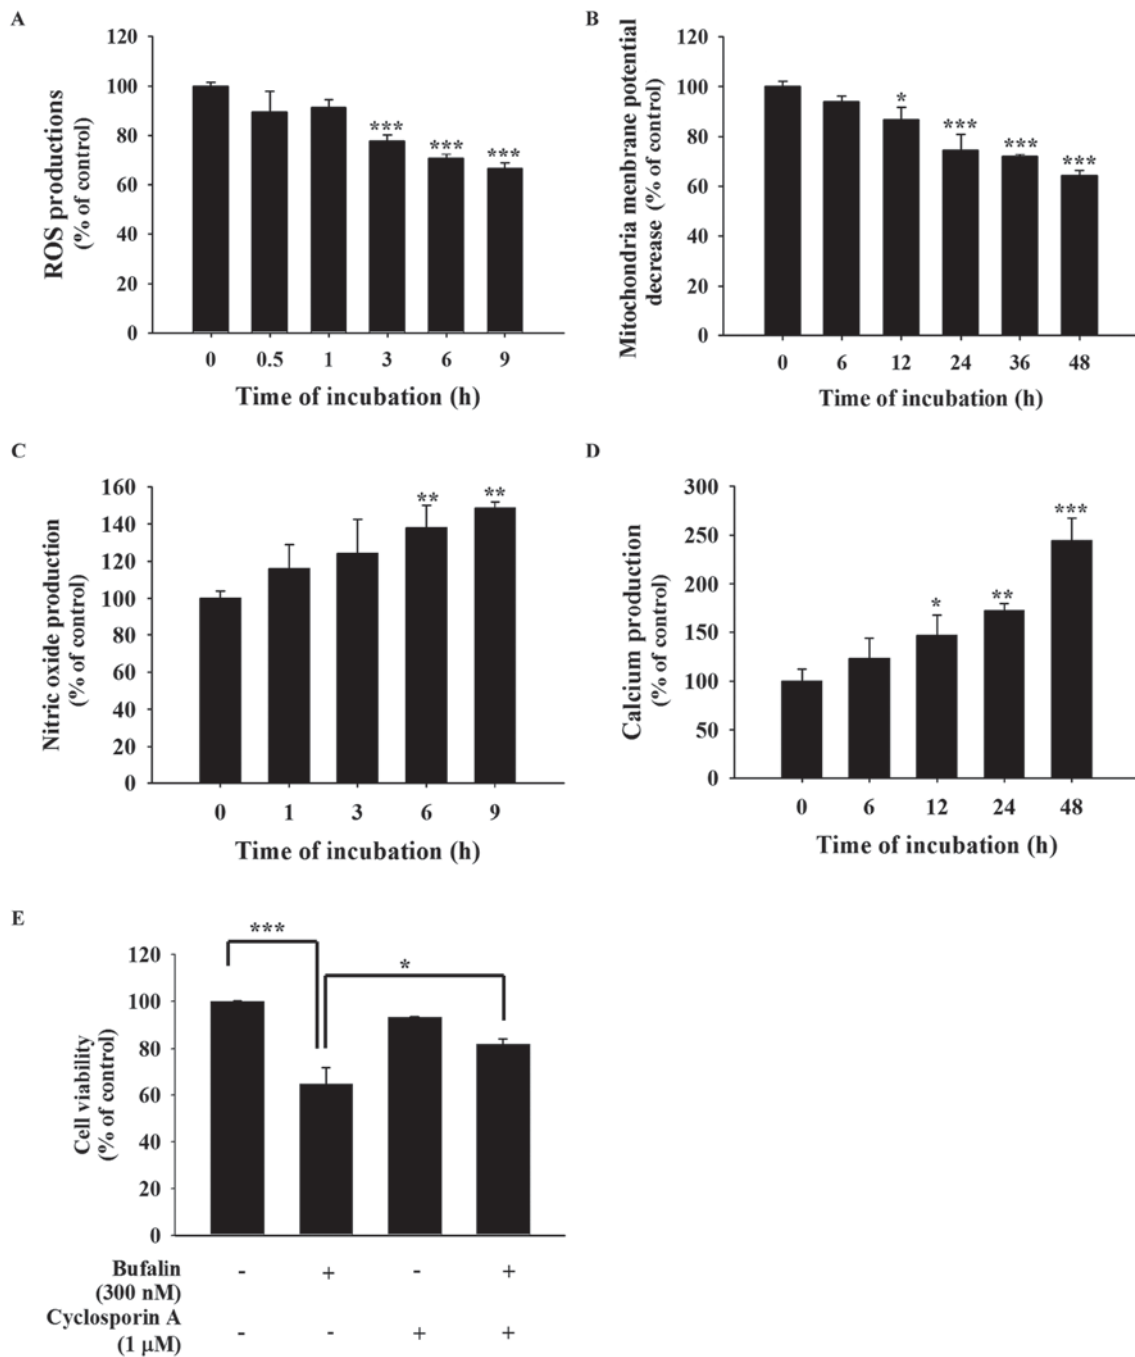 A
120
100
80
60
40
20
0
ROS productions
(% of control)
***
***
***
0 0.5 1 3 6 9
Time of incubation (h)
B
120
100
80
60
40
20
0
Mitochondria menbrane potential
decrease (% of control)
*
***
***
***
0 6 12 24 36 48
Time of incubation (h)
C
160
140
120
100
80
60
40
20
0
Nitric oxide production
(% of control)
**
**
0 1 3 6 9
Time of incubation (h)
D
300
250
200
150
100
50
0
Calcium production
(% of control)
*
**
***
0 6 12 24 48
Time of incubation (h)
E
120
100
80
60
40
20
0
Cell viability
(% of control)
***
*
Bufalin - + - +
(300 nM)
Cyclosporin A - - + +
(1 μM)